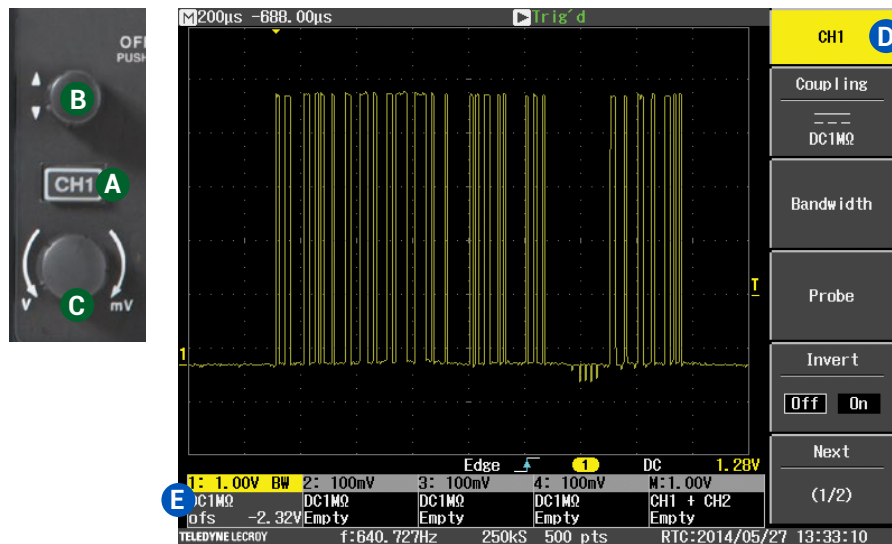 OFF
PUSH
B
CH1 A
C
V mV
M 200µs -688.00µs Trig'd
CH1 D
Coupling
DC1MΩ
Bandwidth
Probe
T
1
Invert
Off On
Next
(1/2)
Edge 1 DC 1.28V
1: 1.00V BW 2: 100mV 3: 100mV 4: 100mV M:1.00V
E DC1MΩ DC1MΩ DC1MΩ DC1MΩ CH1 + CH2
ofs -2.32V Empty Empty Empty Empty
TELEDYNE LECROY f:640.727Hz 250kS 500 pts RTC:2014/05/27 13:33:10